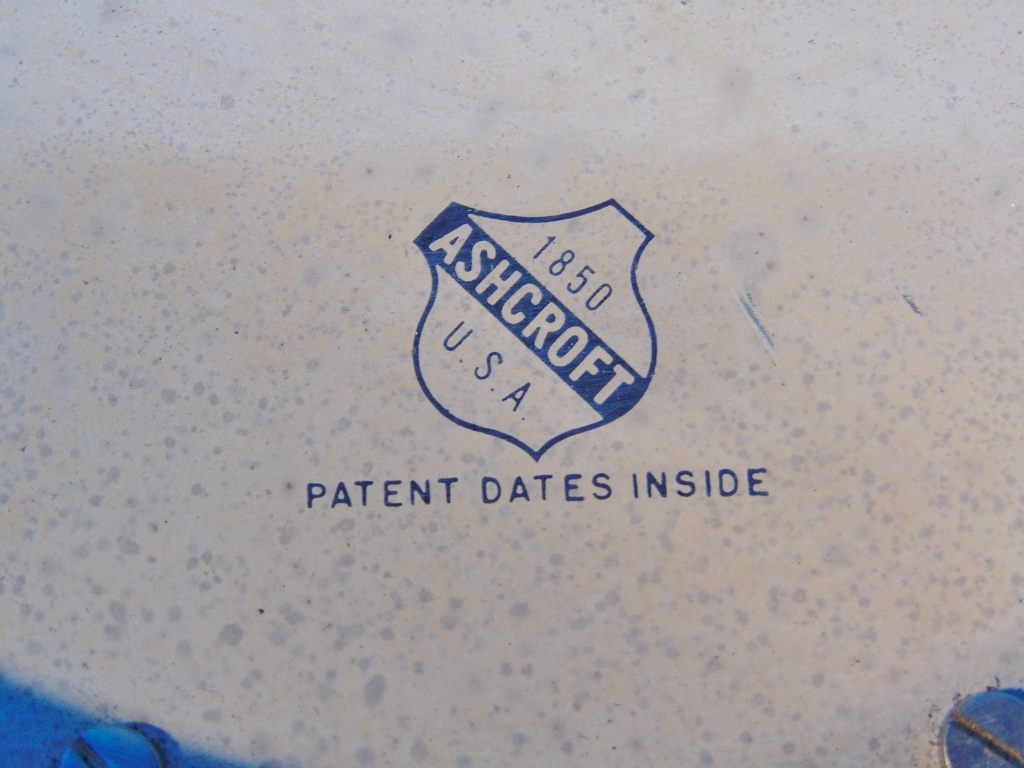 1850
ASHCROFT
U.S.A.
PATENT DATES INSIDE